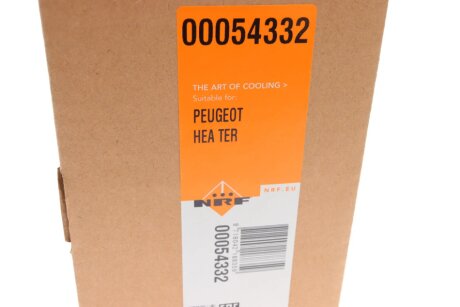 00054332
THE ART OF COOLING >
Suitable for:
PEUGEOT
HEA TER
NRF.EU
NRF
00054332